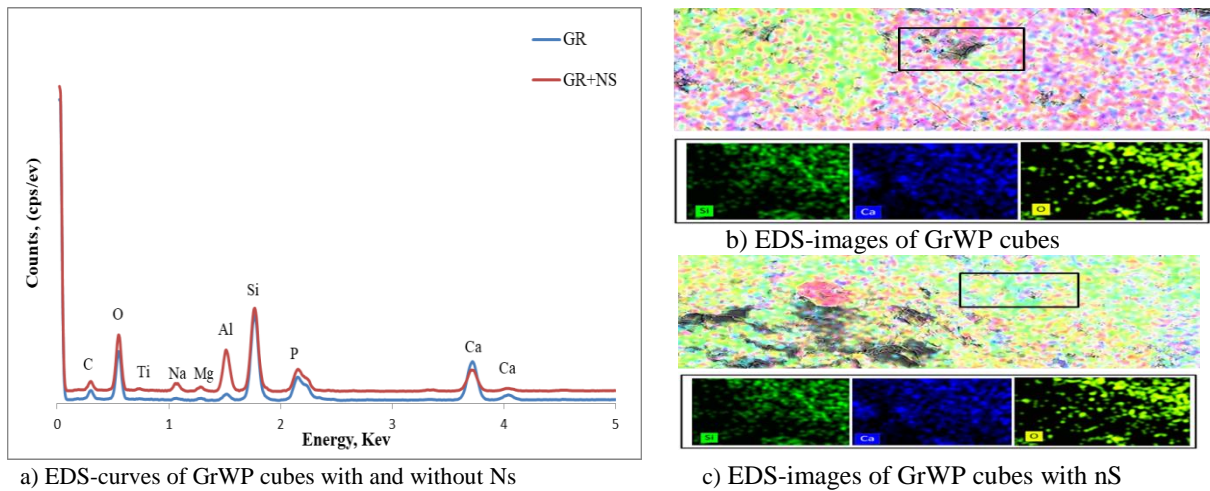 GR
GR+NS
Counts, (cps/ev)
C
O
Ti
Na
Mg
Al
Si
P
Ca
Ca
0
1
2
3
4
5
Energy, Kev
a) EDS-curves of GrWP cubes with and without Ns
Si
Ca
O
b) EDS-images of GrWP cubes
Si
Ca
O
c) EDS-images of GrWP cubes with nS